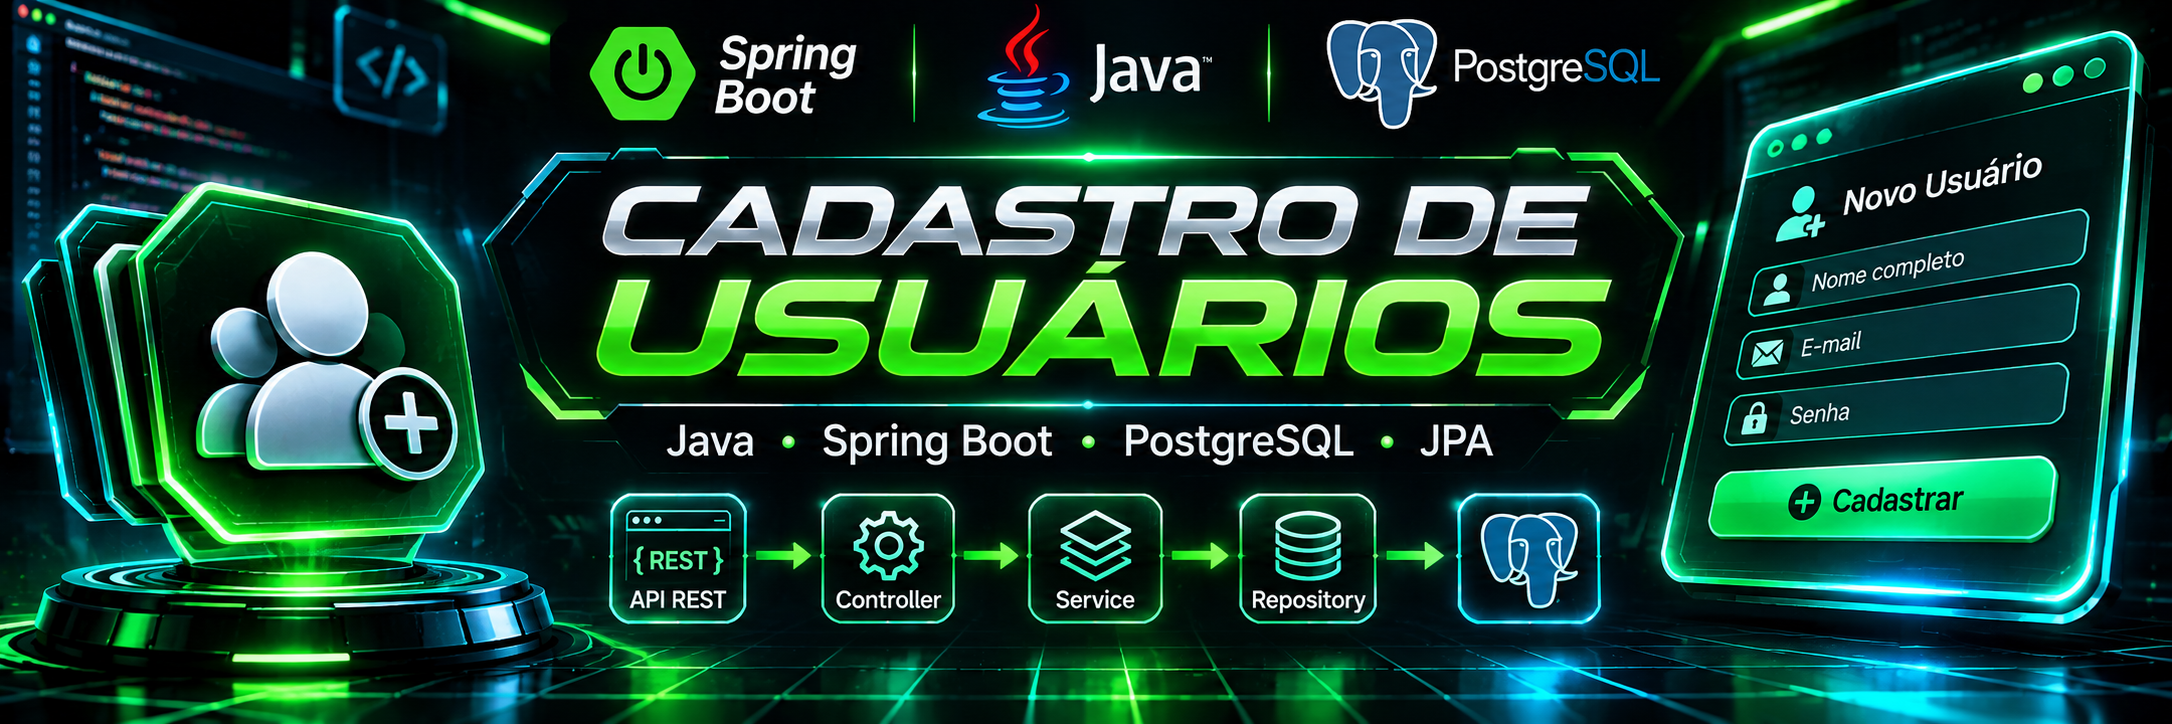 Spring
Boot
Java™
PostgreSQL
</>
CADASTRO DE
USUÁRIOS
Java • Spring Boot • PostgreSQL • JPA
{ REST }
API REST
Controller
Service
Repository
Novo Usuário
Nome completo
E-mail
Senha
Cadastrar